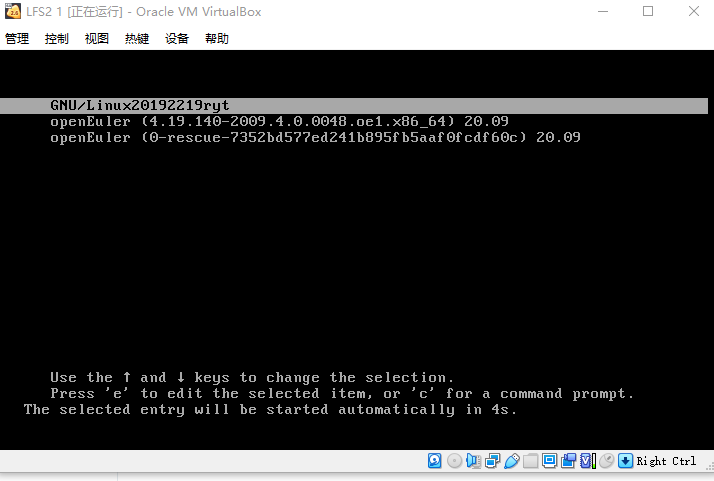 LFS2 1 [正在运行] - Oracle VM VirtualBox
管理 控制 视图 热键 设备 帮助
GNU/Linux20192219ryt
openEuler (4.19.140-2009.4.0.0048.oe1.x86_64) 20.09
openEuler (0-rescue-7352bd577ed241b895fb5aaf0fcdf60c) 20.09
Use the ↑ and ↓ keys to change the selection.
Press 'e' to edit the selected item, or 'c' for a command prompt.
The selected entry will be started automatically in 4s.
Right Ctrl